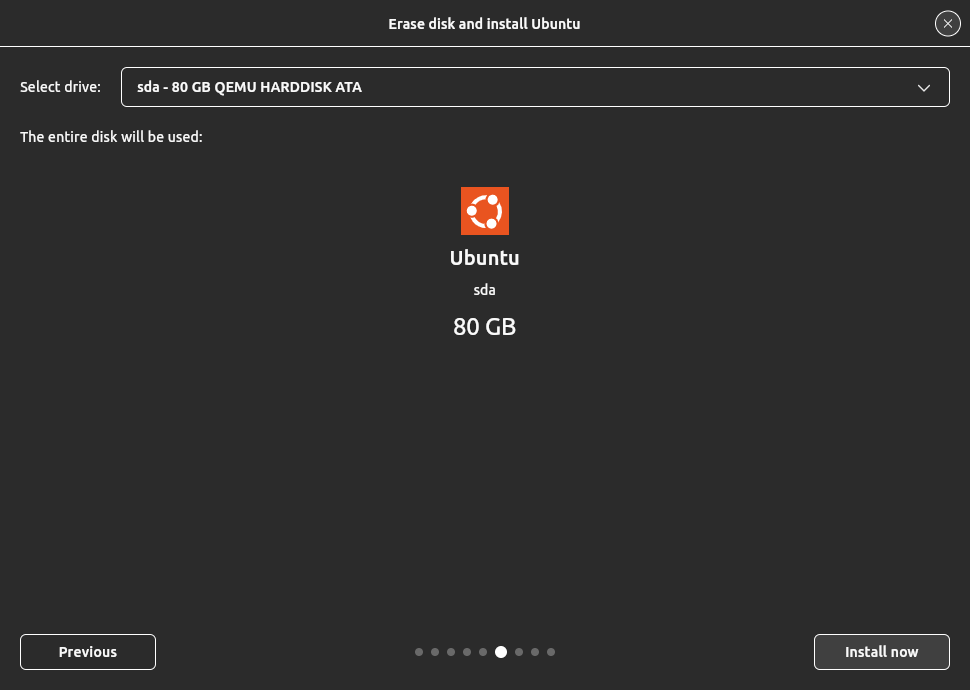 Erase disk and install Ubuntu
Select drive:
sda - 80 GB QEMU HARDDISK ATA
The entire disk will be used:
Ubuntu
sda
80 GB
Previous
Install now